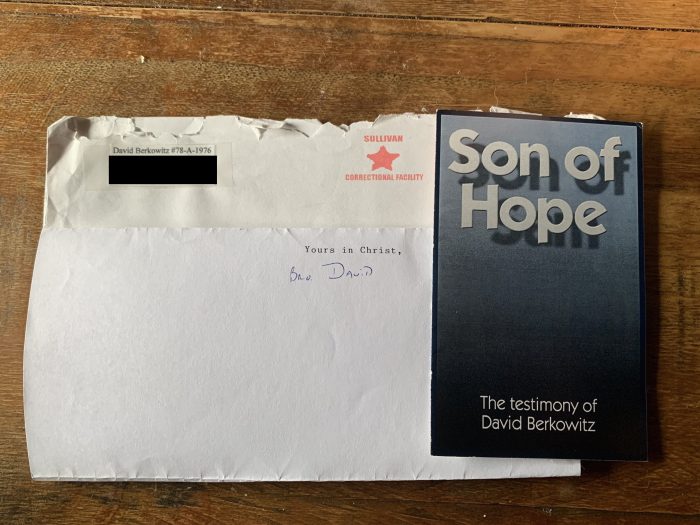 David Berkowitz #78-A-1976
SULLIVAN
CORRECTIONAL FACILITY
Yours in Christ,
Bro. David
Son of
Hope
The testimony of
David Berkowitz